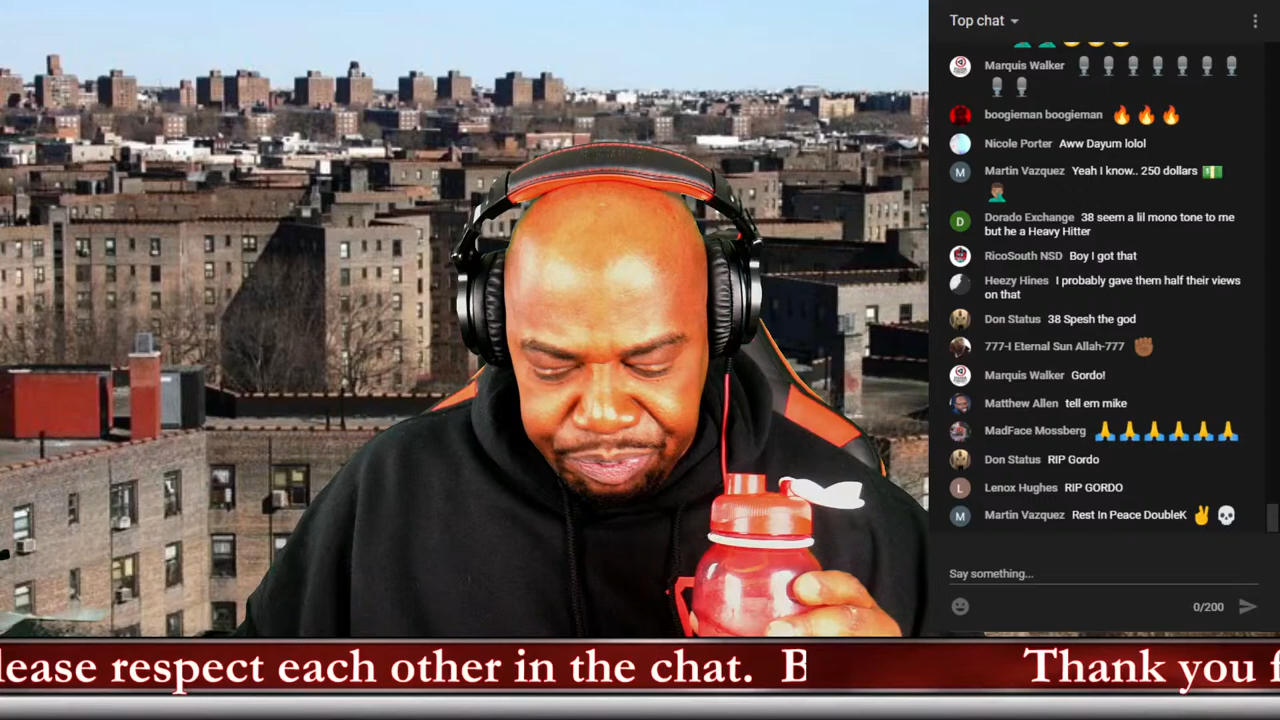 Top chat
Marquis Walker
boogieman boogieman
Nicole Porter Aww Dayum lolol
Martin Vazquez Yeah I know.. 250 dollars
Dorado Exchange 38 seem a lil mono tone to me
but he a Heavy Hitter
RicoSouth NSD Boy I got that
Heezy Hines I probably gave them half their views
on that
Don Status 38 Spesh the god
777-I Eternal Sun Allah-777
Marquis Walker Gordo!
Matthew Allen tell em mike
MadFace Mossberg
Don Status RIP Gordo
Lenox Hughes RIP GORDO
Martin Vazquez Rest In Peace DoubleK
Say something...
0/200
lease respect each other in the chat. B
Thank you f